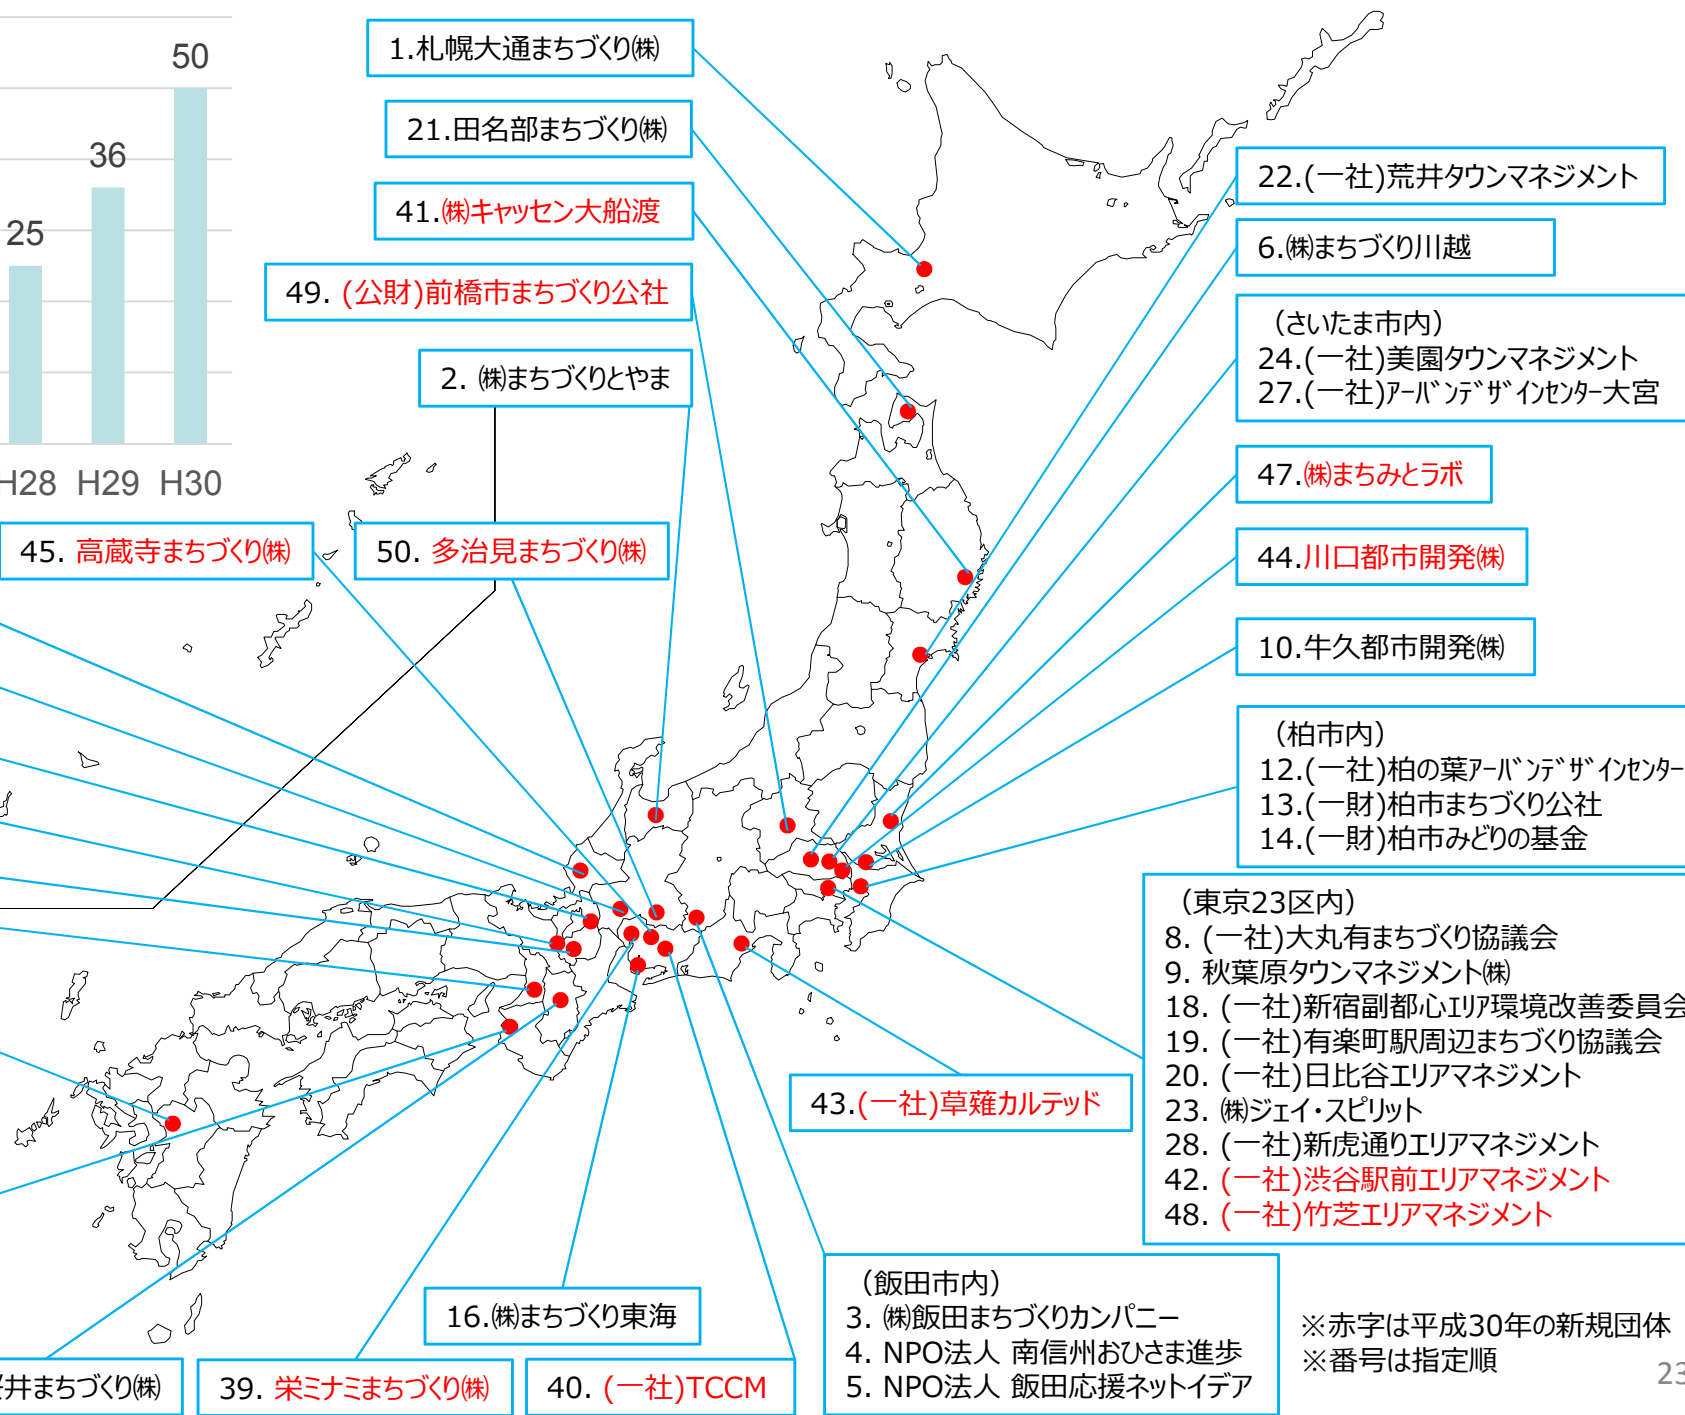 50
36
25
H28 H29 H30
1.札幌大通まちづくり㈱
21.田名部まちづくり㈱
41.㈱キャッセン大船渡
49. (公財)前橋市まちづくり公社
2. ㈱まちづくりとやま
45. 高蔵寺まちづくり㈱
50. 多治見まちづくり㈱
22.(一社)荒井タウンマネジメント
6.㈱まちづくり川越
（さいたま市内）
24.(一社)美園タウンマネジメント
27.(一社)ｱｰﾊﾞﾝﾃﾞｻﾞｲﾝｾﾝﾀｰ大宮
47.㈱まちみとラボ
44.川口都市開発㈱
10.牛久都市開発㈱
（柏市内）
12.(一社)柏の葉ｱｰﾊﾞﾝﾃﾞｻﾞｲﾝｾﾝﾀｰ
13.(一財)柏市まちづくり公社
14.(一財)柏市みどりの基金
（東京23区内）
8. (一社)大丸有まちづくり協議会
9. 秋葉原タウンマネジメント㈱
18. (一社)新宿副都心ｴﾘｱ環境改善委員会
19. (一社)有楽町駅周辺まちづくり協議会
20. (一社)日比谷エリアマネジメント
23. ㈱ジェイ・スピリット
28. (一社)新虎通りエリアマネジメント
42. (一社)渋谷駅前エリアマネジメント
48. (一社)竹芝エリアマネジメント
43.(一社)草薙カルテッド
16.㈱まちづくり東海
（飯田市内）
3. ㈱飯田まちづくりカンパニー
4. NPO法人 南信州おひさま進歩
5. NPO法人 飯田応援ネットイデア
井まちづくり㈱
39. 栄ミナミまちづくり㈱
40. (一社)TCCM
※赤字は平成30年の新規団体
※番号は指定順
23